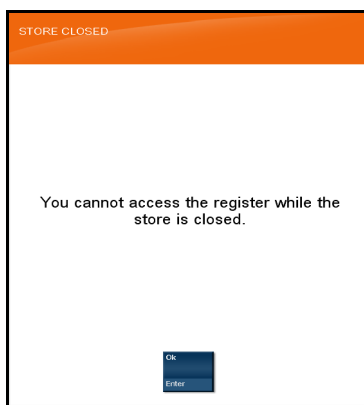 STORE CLOSED
You cannot access the register while the
store is closed.
Ok
Enter